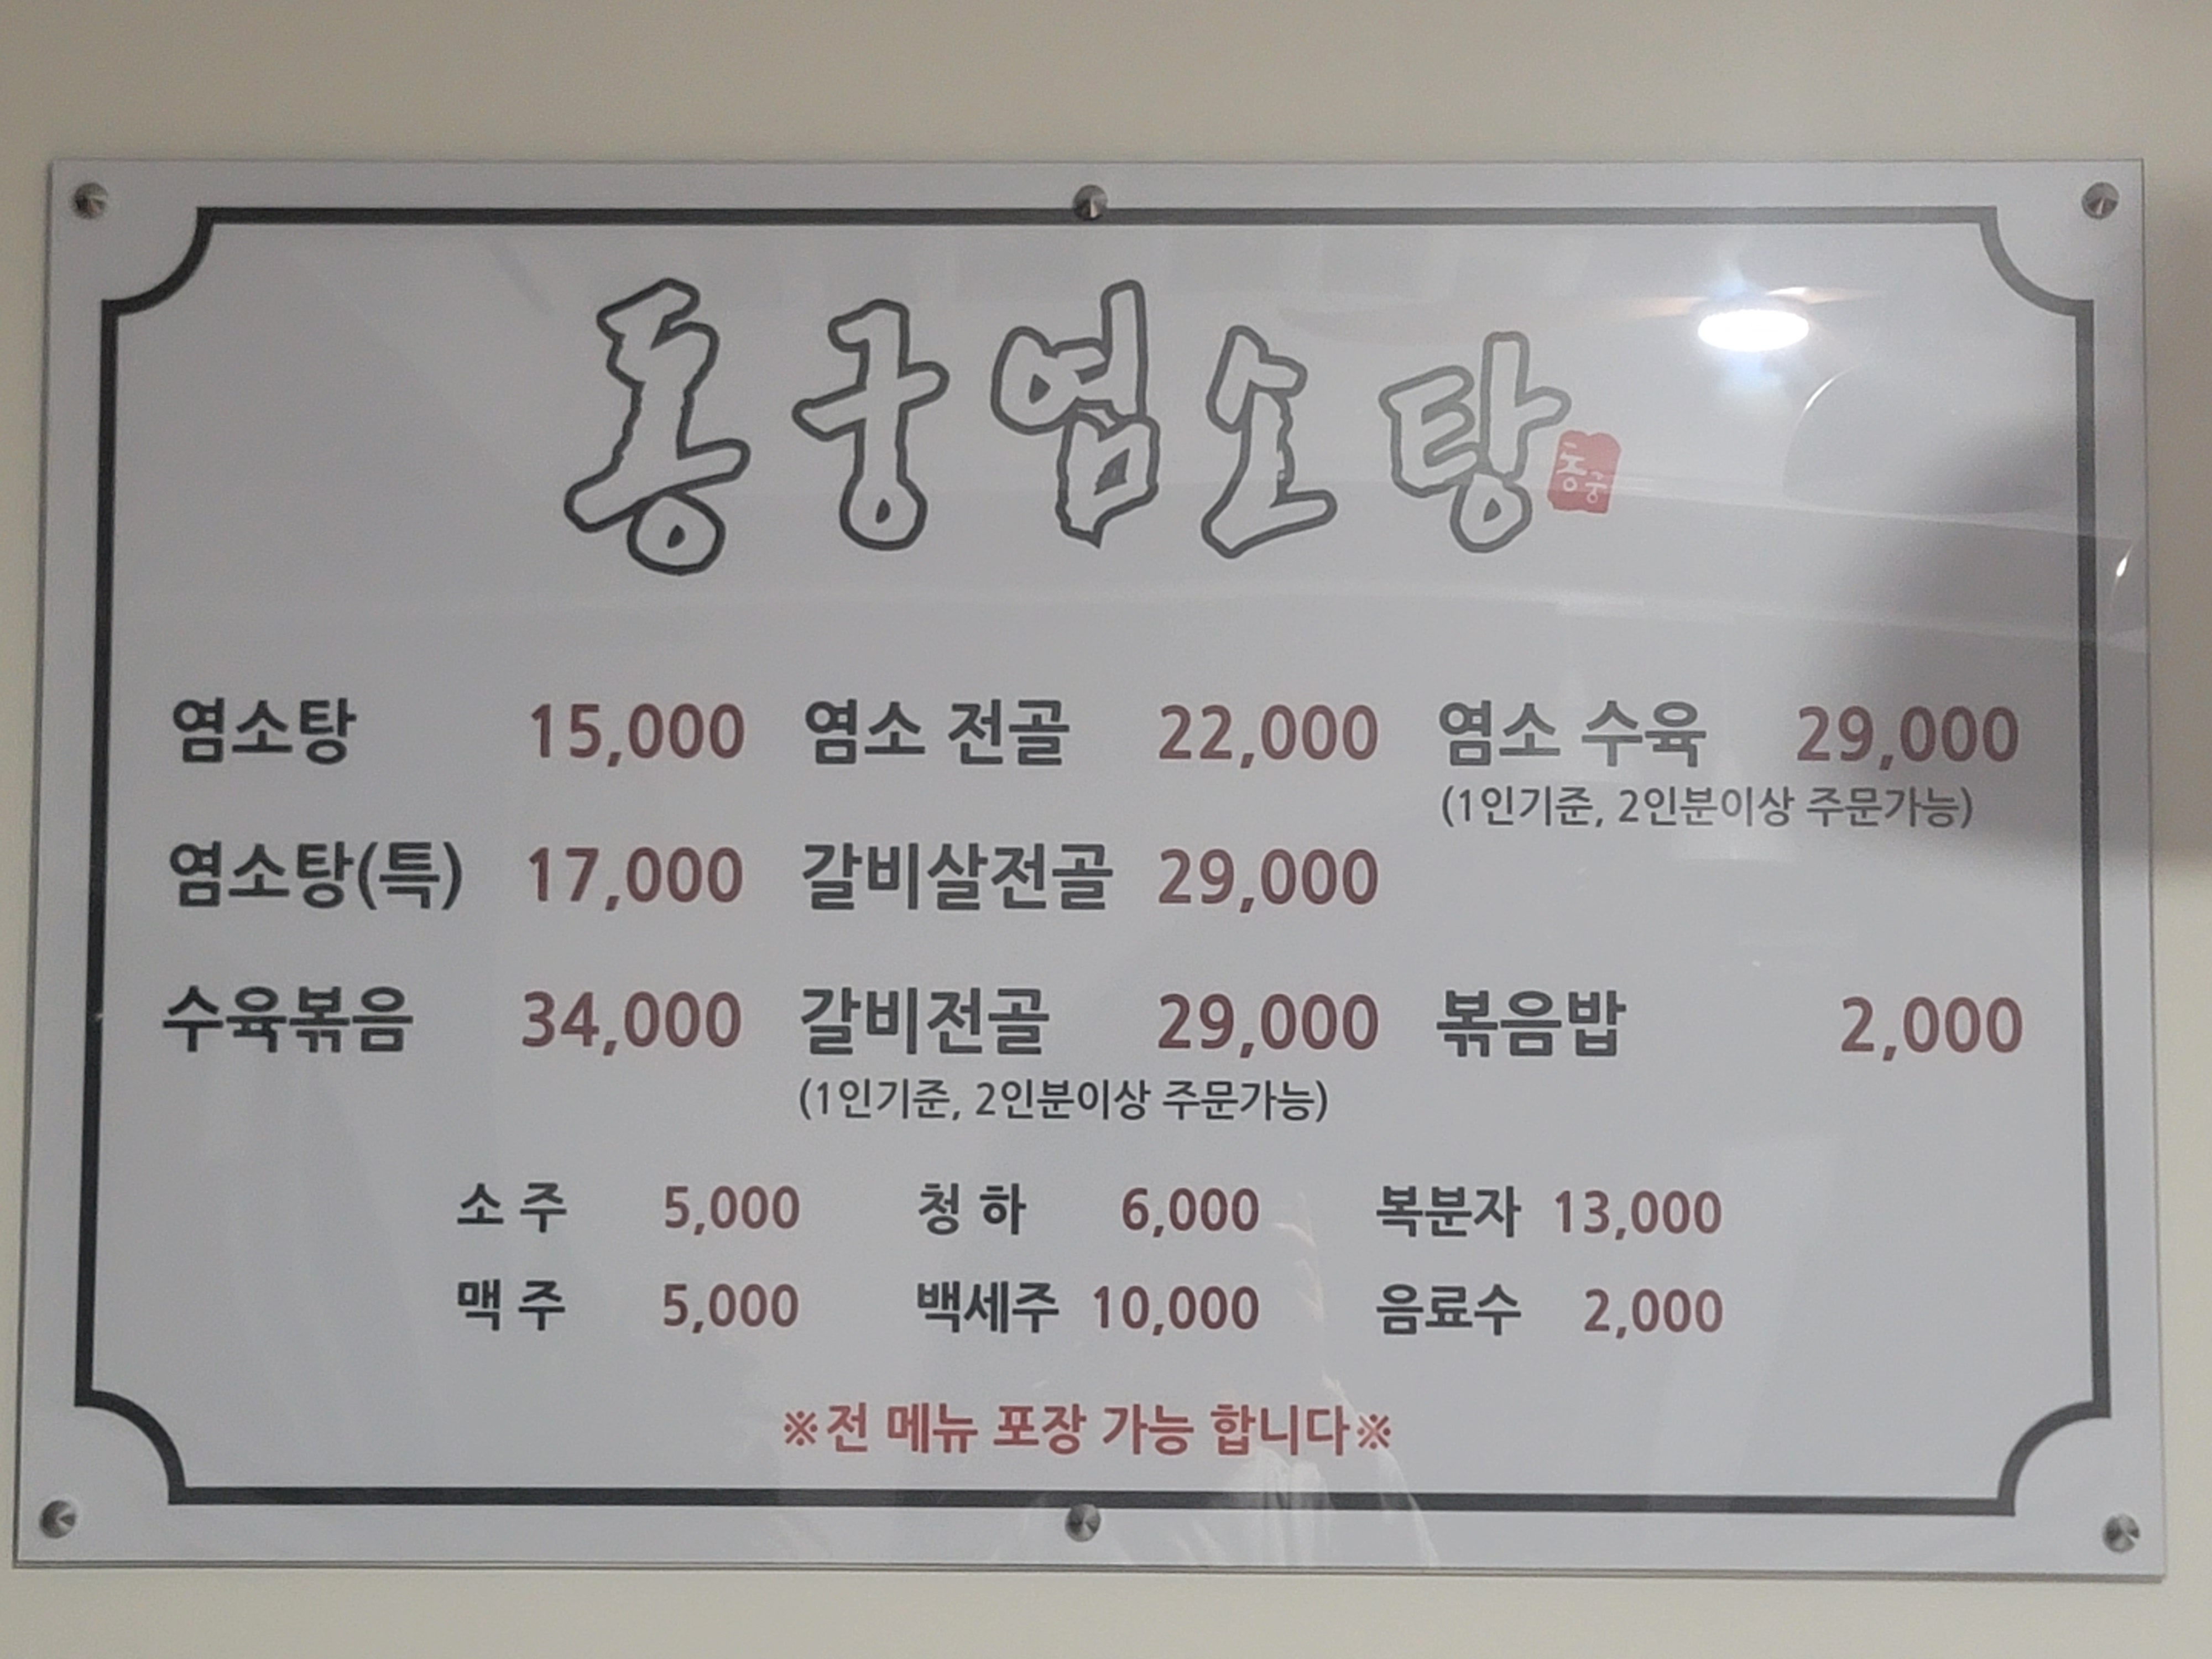 동궁염소탕
동궁
염소탕 15,000 염소 전골 22,000 염소 수육 29,000
(1인기준, 2인분이상 주문가능)
염소탕(특) 17,000 갈비살전골 29,000
수육볶음 34,000 갈비전골 29,000 볶음밥 2,000
(1인기준, 2인분이상 주문가능)
소 주 5,000 청 하 6,000 복분자 13,000
맥 주 5,000 백세주 10,000 음료수 2,000
※전 메뉴 포장 가능 합니다※